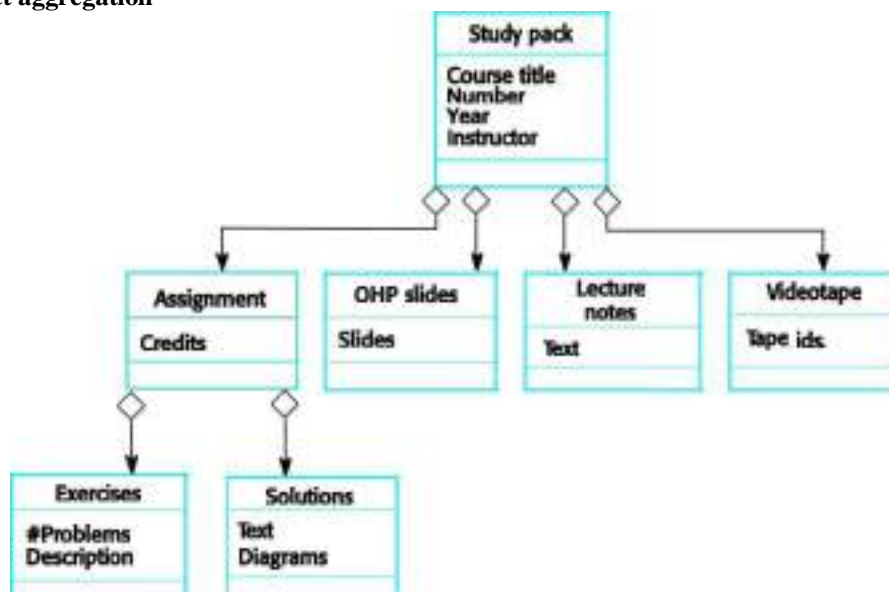 aggregation
Study pack
Course title
Number
Year
Instructor
Assignment
Credits
OHP slides
Slides
Lecture
notes
Text
Videotape
Tape ids.
Exercises
#Problems
Description
Solutions
Text
Diagrams